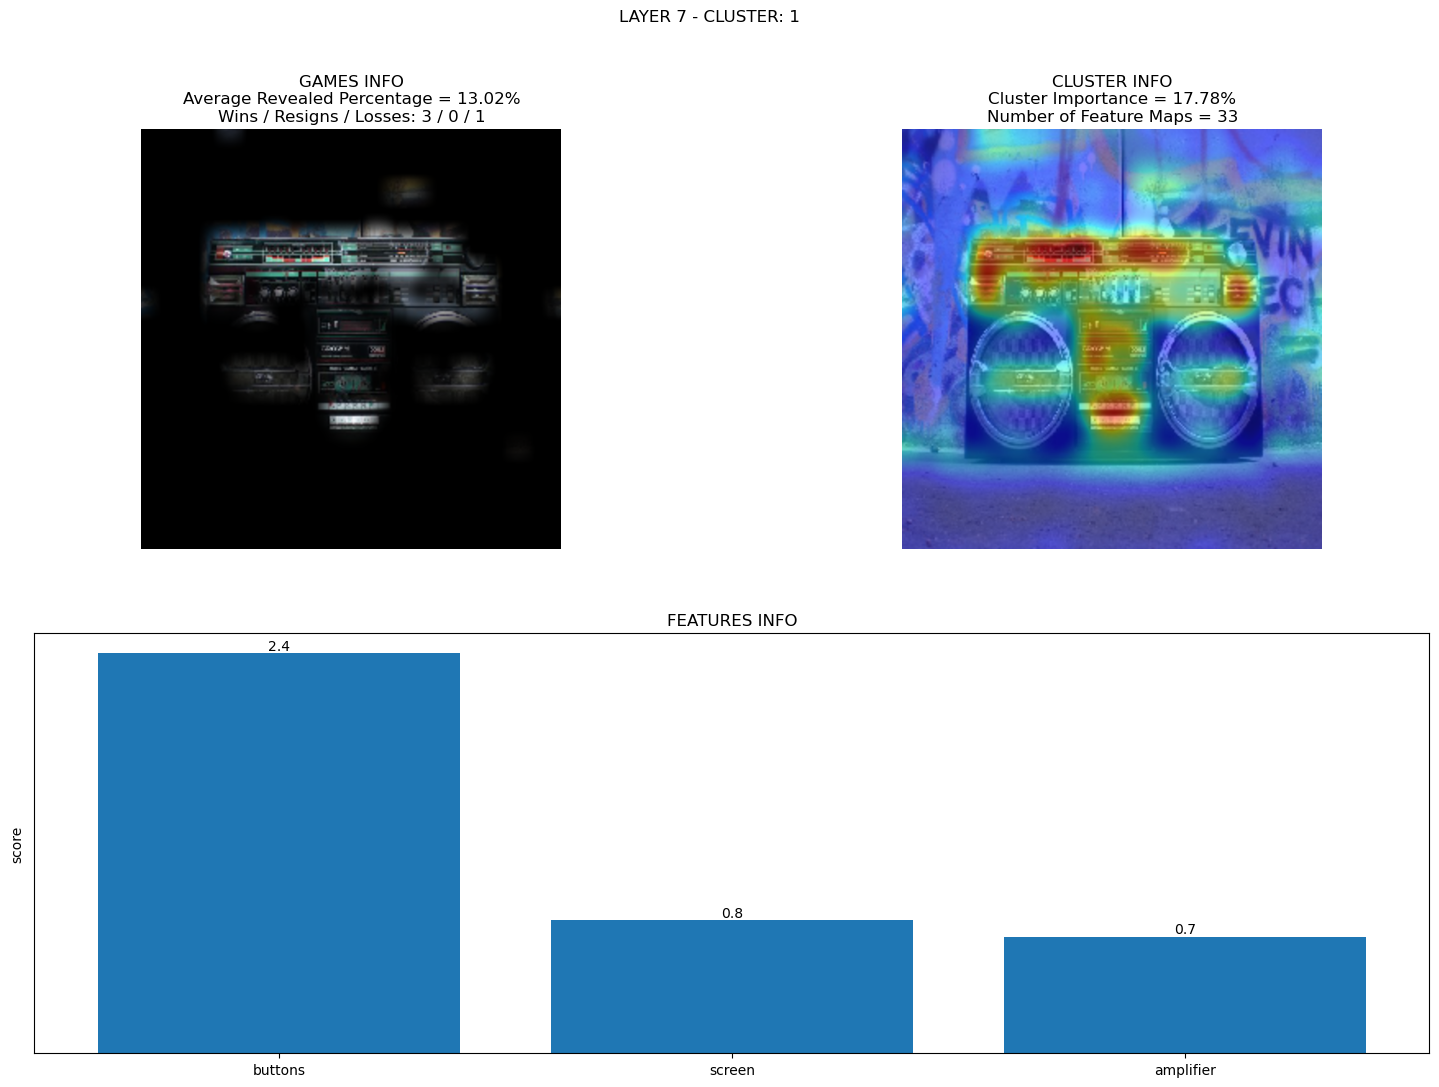 LAYER 7 - CLUSTER: 1
GAMES INFO
Average Revealed Percentage = 13.02%
Wins / Resigns / Losses: 3 / 0 / 1
CLUSTER INFO
Cluster Importance = 17.78%
Number of Feature Maps = 33
EVIN
FEATURES INFO
score
2.4
0.8
0.7
buttons
screen
amplifier